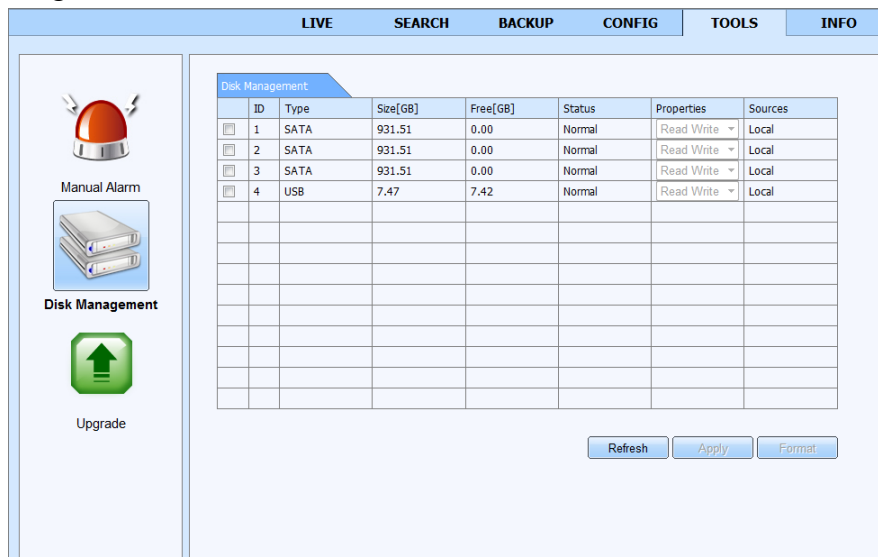 LIVE SEARCH BACKUP CONFIG TOOLS INFO
Manual Alarm
Disk Management
Upgrade
Disk Management
ID Type Size[GB] Free[GB] Status Properties Sources
1 SATA 931.51 0.00 Normal Read Write Local
2 SATA 931.51 0.00 Normal Read Write Local
3 SATA 931.51 0.00 Normal Read Write Local
4 USB 7.47 7.42 Normal Read Write Local
Refresh Apply Format